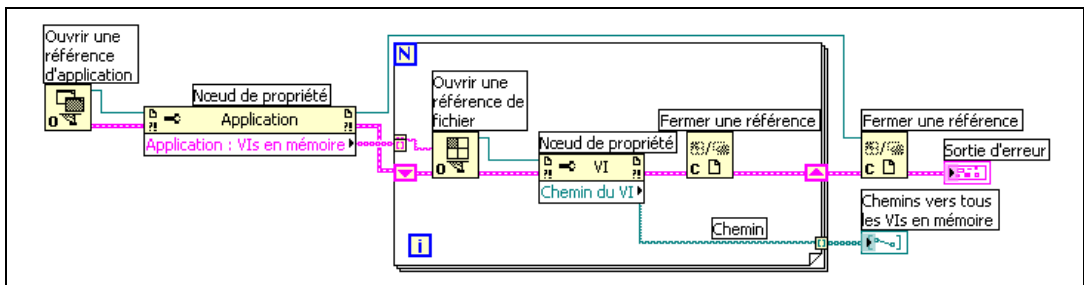 Ouvrir une
référence
d'application
Nœud de propriété
Application
Application : VIs en mémoire
N
Ouvrir une
référence de
fichier
Nœud de propriété
VI
Chemin du VI
Fermer une référence
Fermer une référence
Sortie d'erreur
Chemins vers tous
les VIs en mémoire
Chemin
i